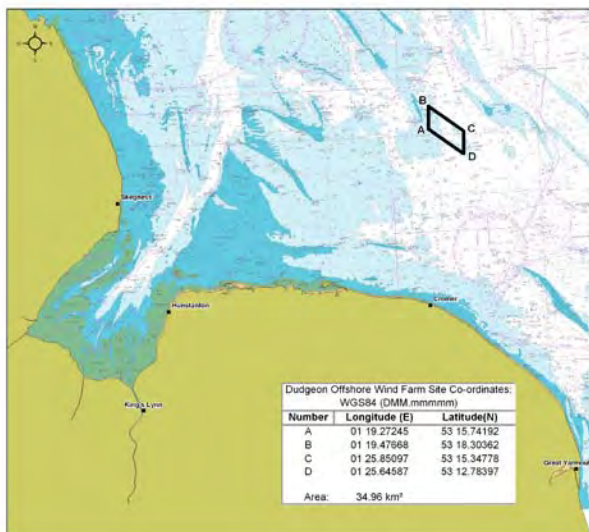 N
B
A
C
D
Skegness
Hunstanton
Cromer
King's Lynn
Great Yarmouth
Dudgeon Offshore Wind Farm Site Co-ordinates:
WGS84 (DMM.mmmmmm)
Number Longitude (E) Latitude(N)
A 01 19.27245 53 15.74192
B 01 19.47668 53 18.30362
C 01 25.85097 53 15.34778
D 01 25.64587 53 12.78397
Area: 34.96 km²